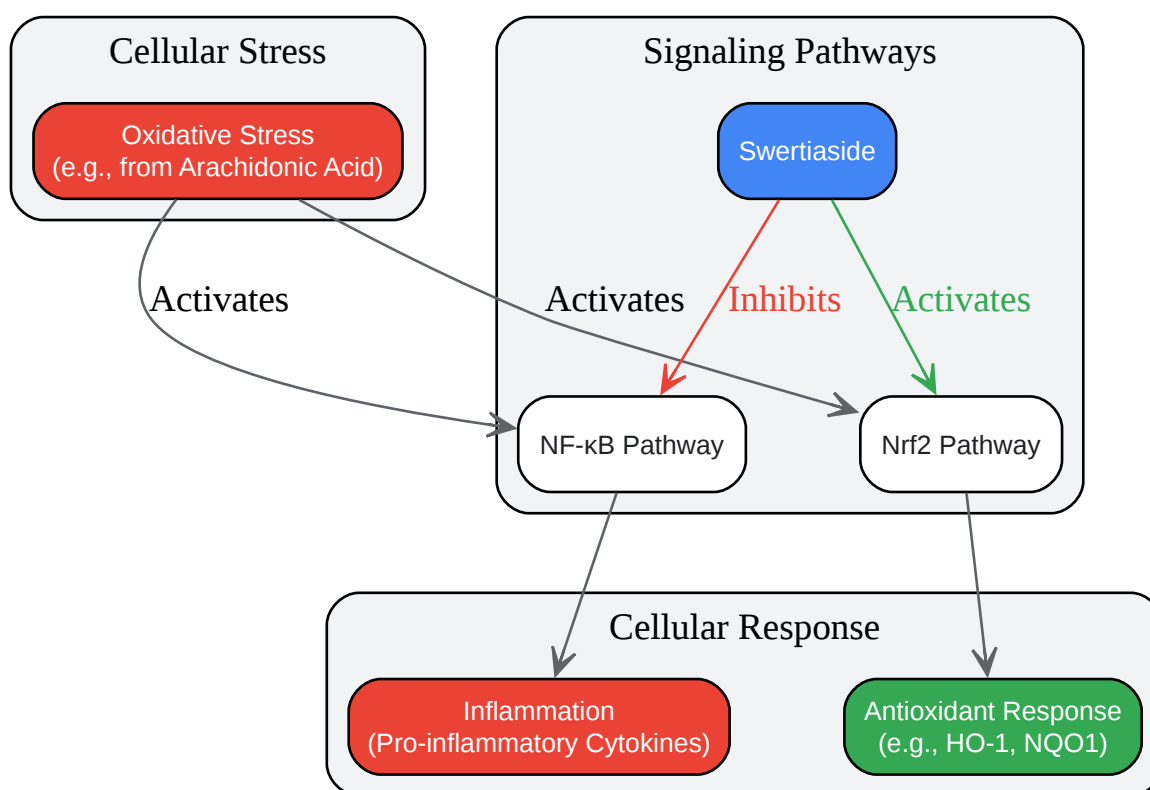 Cellular Stress
Signaling Pathways
Oxidative Stress
(e.g., from Arachidonic Acid)
Swertiaside
Activates
Activates
Inhibits
Activates
NF-κB Pathway
Nrf2 Pathway
Cellular Response
Inflammation
(Pro-inflammatory Cytokines)
Antioxidant Response
(e.g., HO-1, NQO1)